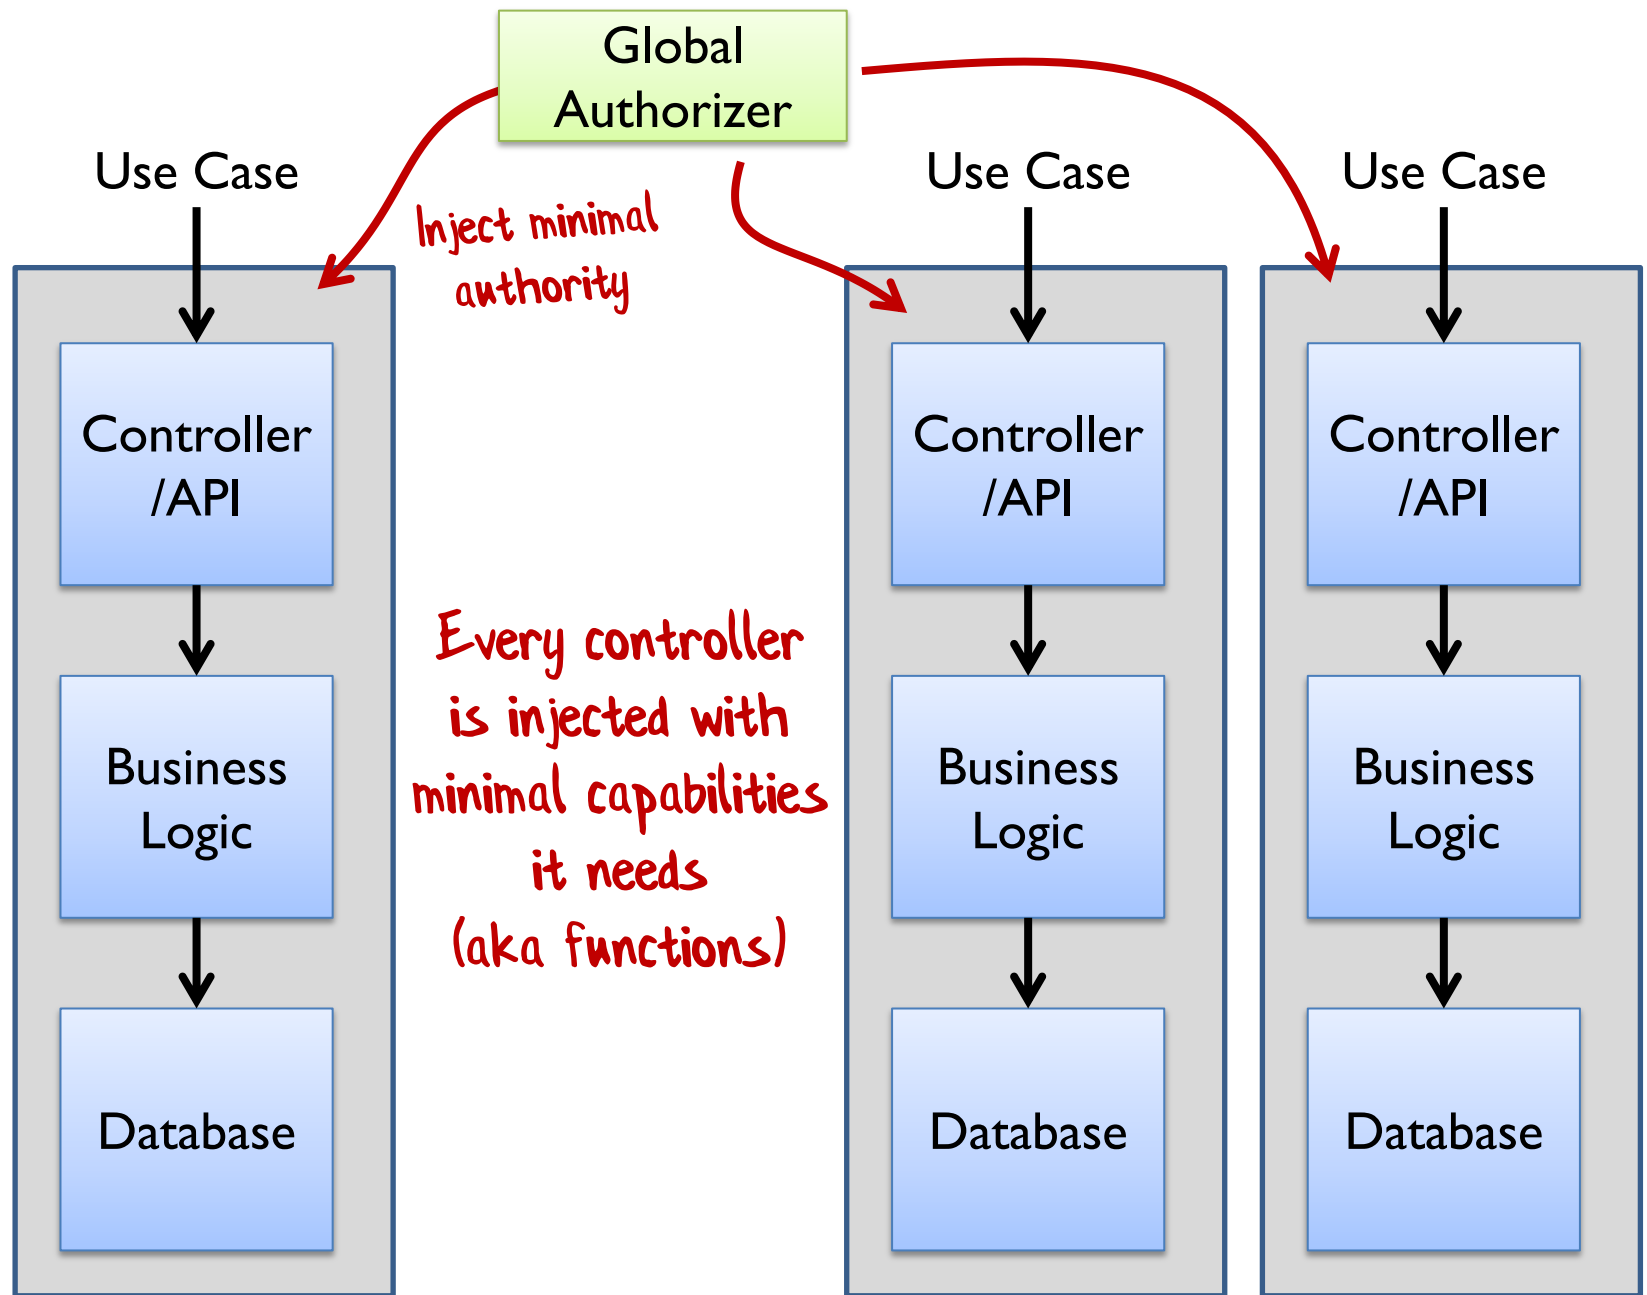 Global
Authorizer
Use Case
Use Case
Use Case
Inject minimal
authority
Controller
/API
Business
Logic
Database
Every controller
is injected with
minimal capabilities
it needs
(aka functions)
Controller
/API
Business
Logic
Database
Controller
/API
Business
Logic
Database